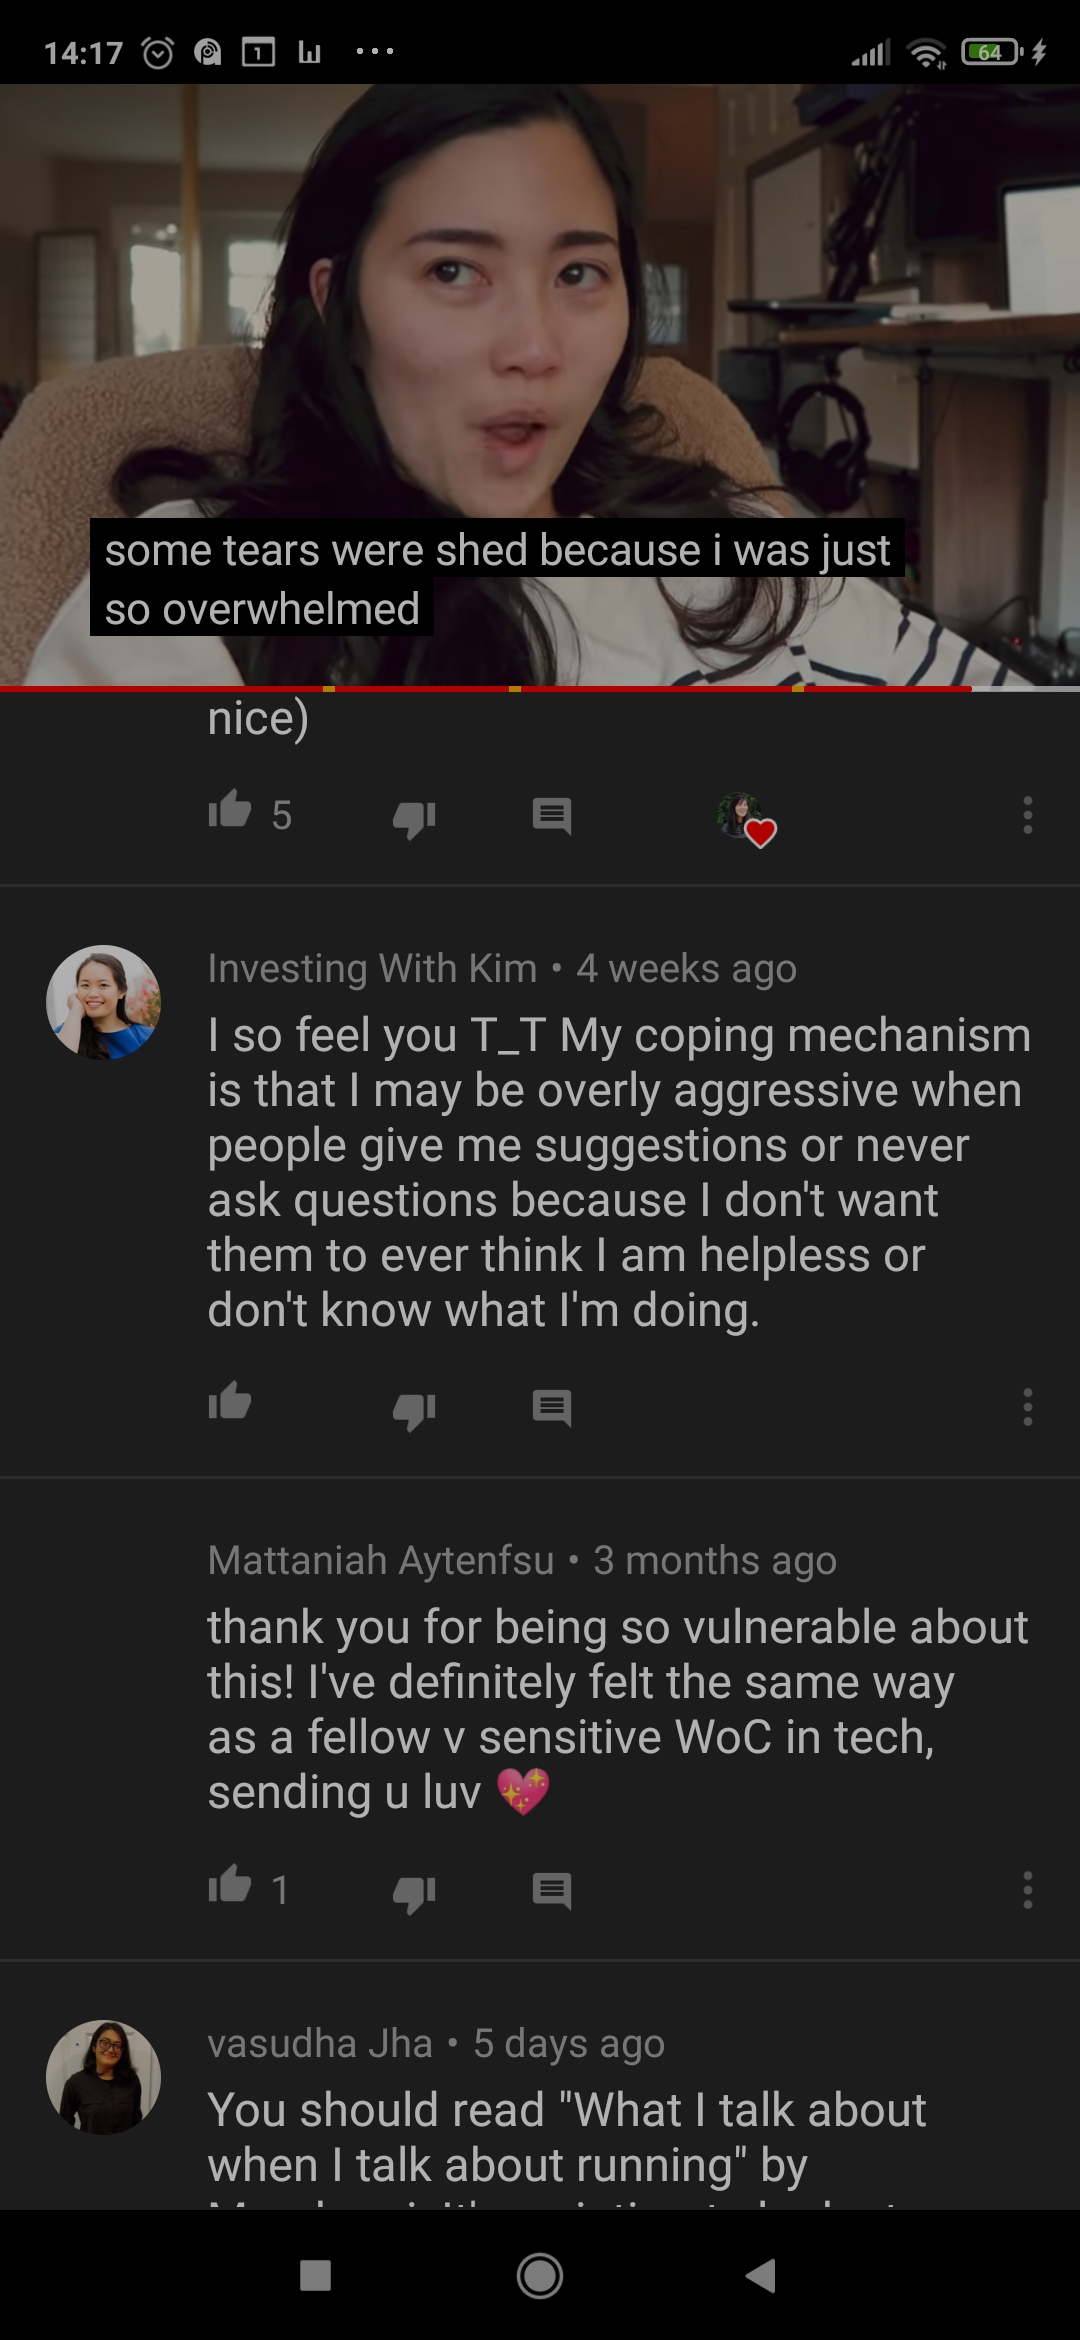 14:17
1
64
some tears were shed because i was just
so overwhelmed
nice)
5
Investing With Kim • 4 weeks ago
I so feel you T_T My coping mechanism
is that I may be overly aggressive when
people give me suggestions or never
ask questions because I don't want
them to ever think I am helpless or
don't know what I'm doing.
Mattaniah Aytenfsu • 3 months ago
thank you for being so vulnerable about
this! I've definitely felt the same way
as a fellow v sensitive WoC in tech,
sending u luv 💖
1
vasudha Jha • 5 days ago
You should read "What I talk about
when I talk about running" by